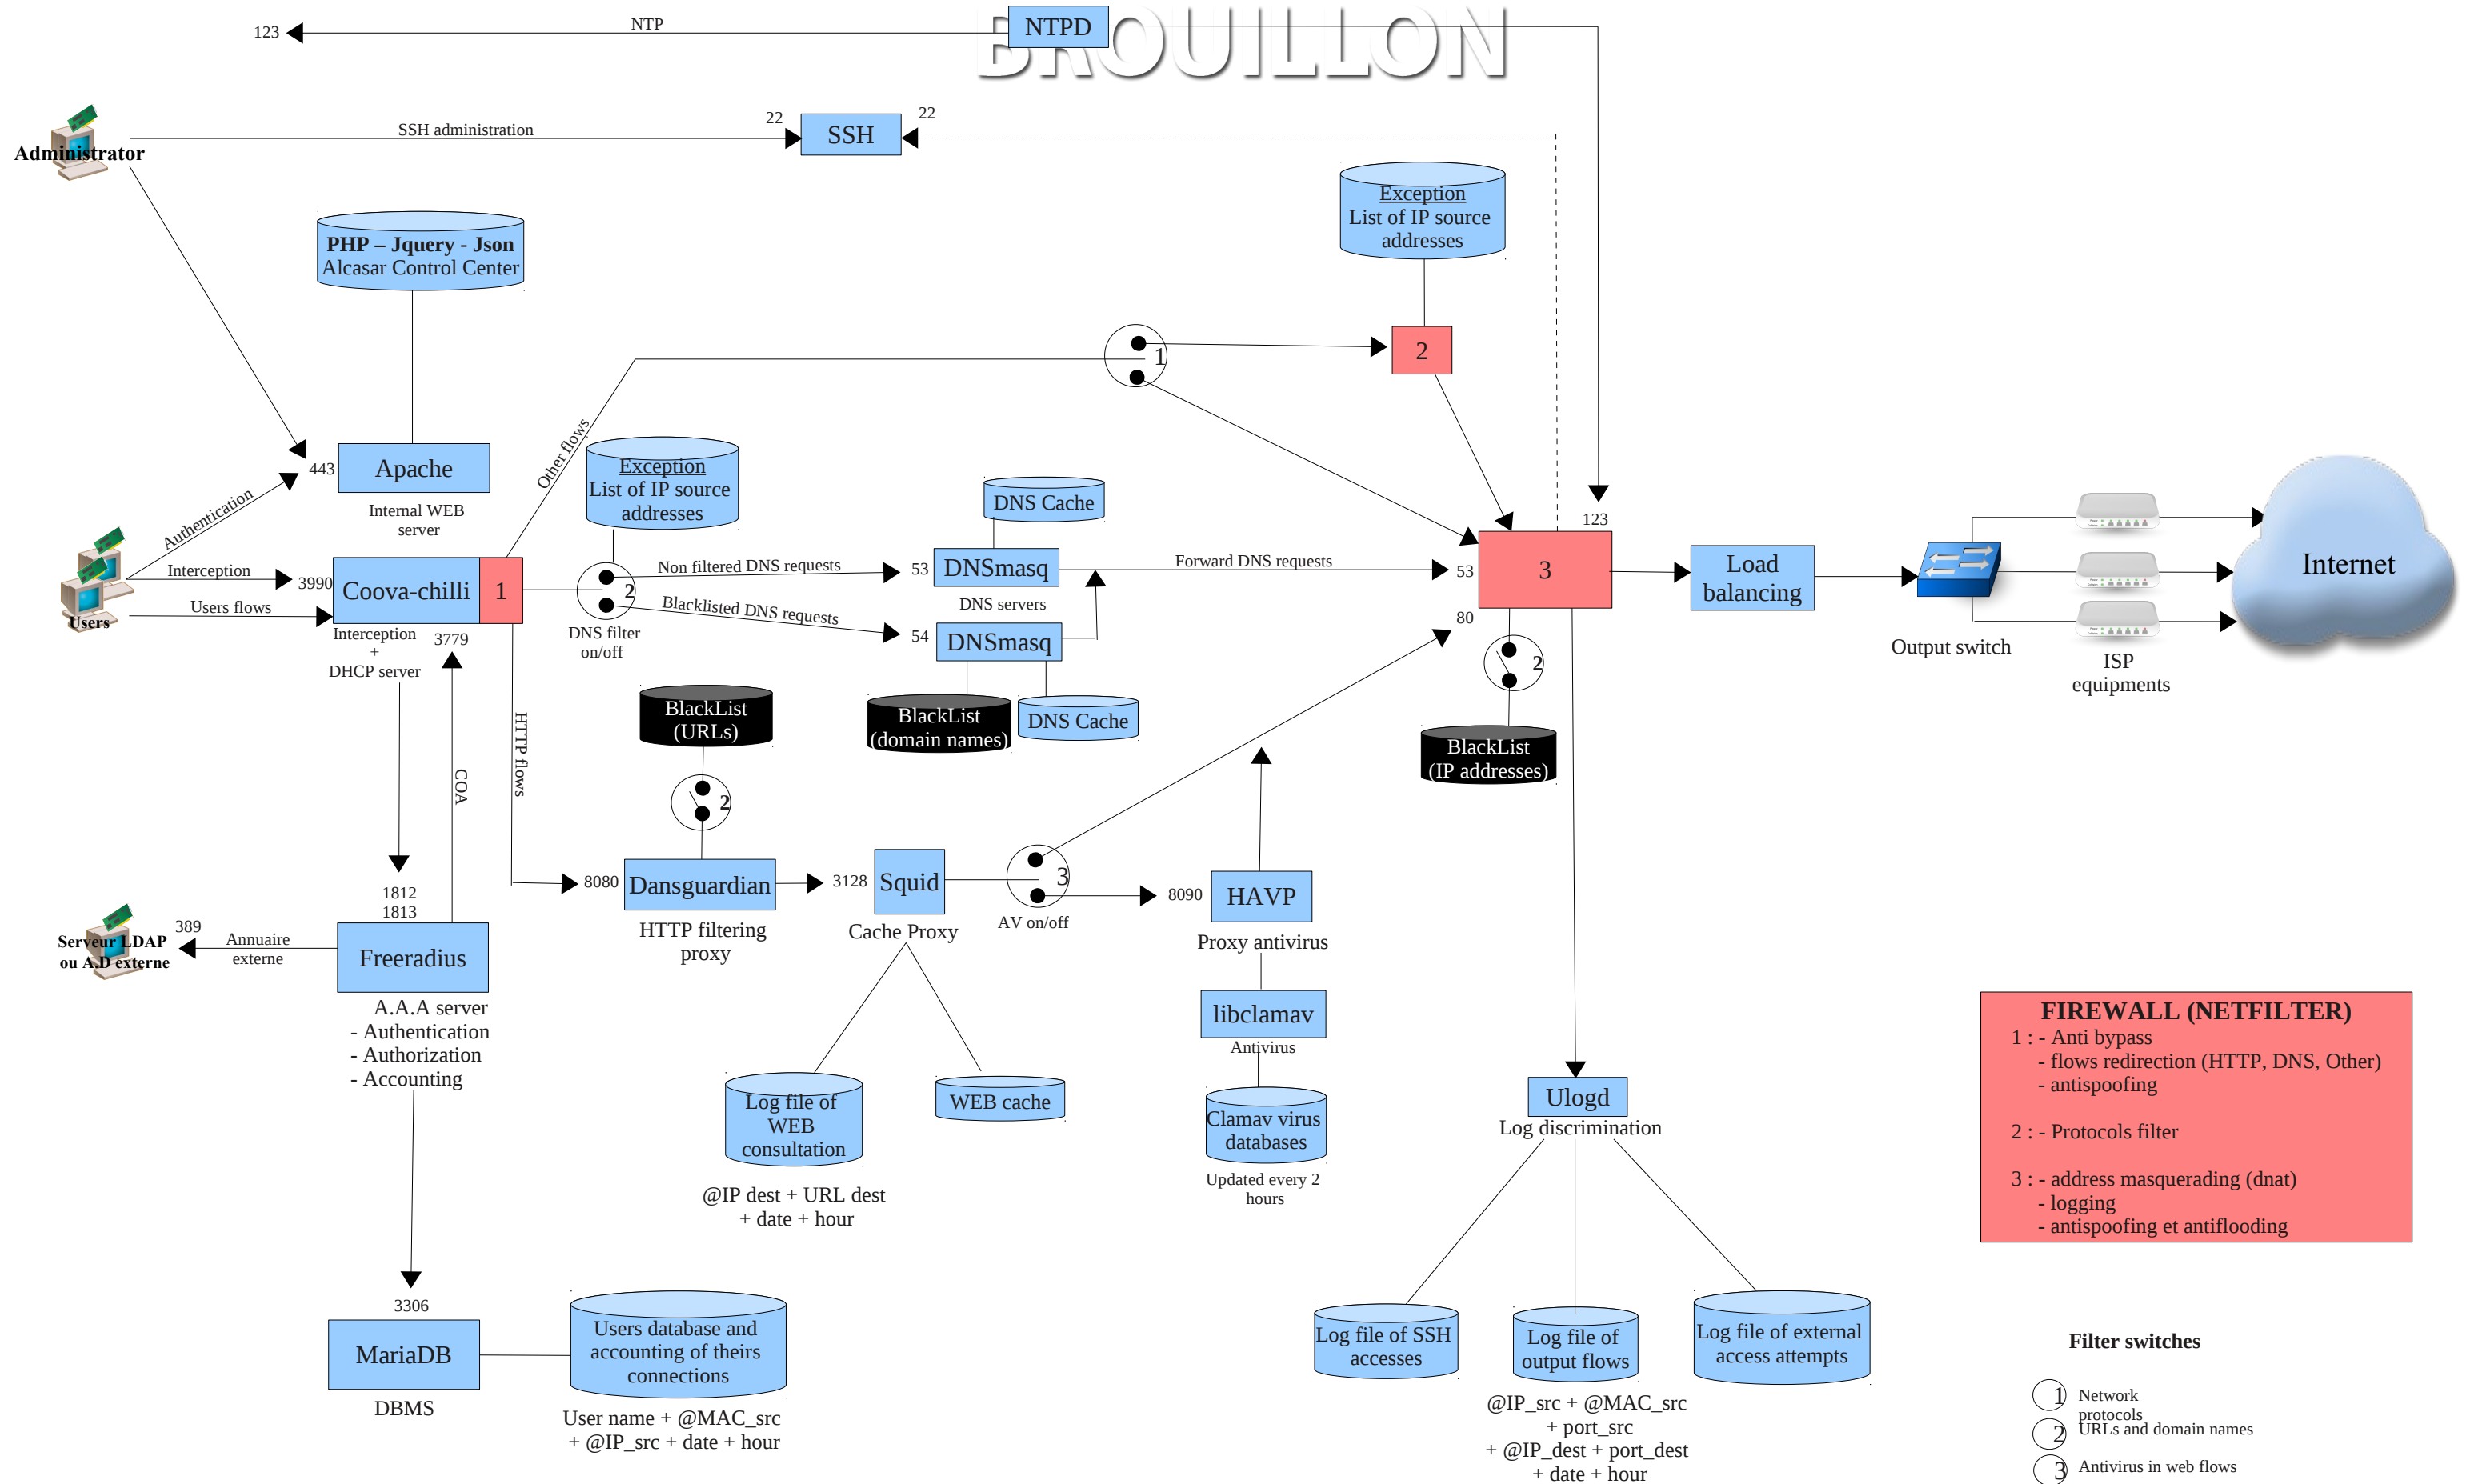 BROUILLON
NTPD
NTP
123
22
SSH administration
SSH
22
Administrator
PHP – Jquery - Json
Alcasar Control Center
Exception
List of IP source
addresses
1
2
Other flows
443
Apache
Internal WEB
server
Authentication
Exception
List of IP source
addresses
DNS Cache
123
Interception
3990
Users flows
Users
Coova-chilli
1
Interception
+
DHCP server
3779
2
DNS filter
on/off
Non filtered DNS requests
53
DNSmasq
DNS servers
Blacklisted DNS requests
54
DNSmasq
Forward DNS requests
53
80
3
Load
balancing
Output switch
ISP
equipments
Internet
BlackList
(URLs)
BlackList
(domain names)
DNS Cache
2
BlackList
(IP addresses)
HTTP flows
COA
2
1812
1813
8080
Dansguardian
HTTP filtering
proxy
3128
Squid
Cache Proxy
3
AV on/off
8090
HAVP
Proxy antivirus
389
Serveur LDAP
ou A.D externe
Annuaire
externe
Freeradius
A.A.A server
- Authentication
- Authorization
- Accounting
libclamav
Antivirus
Clamav virus
databases
Updated every 2
hours
Log file of
WEB
consultation
WEB cache
@IP dest + URL dest
+ date + hour
Ulogd
Log discrimination
FIREWALL (NETFILTER)
1 : - Anti bypass
- flows redirection (HTTP, DNS, Other)
- antispoofing
2 : - Protocols filter
3 : - address masquerading (dnat)
- logging
- antispoofing et antiflooding
3306
MariaDB
DBMS
Users database and
accounting of theirs
connections
User name + @MAC_src
+ @IP_src + date + hour
Log file of SSH
accesses
Log file of
output flows
Log file of external
access attempts
@IP_src + @MAC_src
+ port_src
+ @IP_dest + port_dest
+ date + hour
Filter switches
1 Network
protocols
2 URLs and domain names
3 Antivirus in web flows